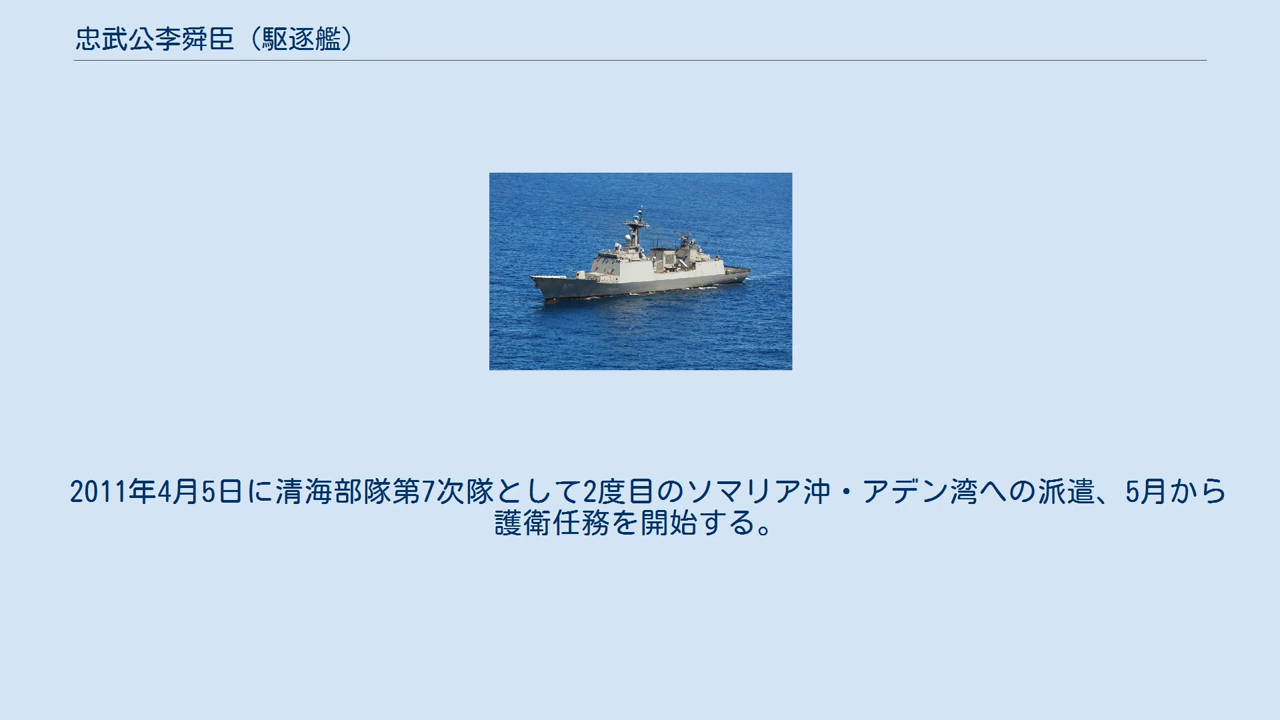 忠武公李舜臣（駆逐艦）
2011年4月5日に清海部隊第7次隊として2度目のソマリア沖・アデン湾への派遣、5月から
護衛任務を開始する。